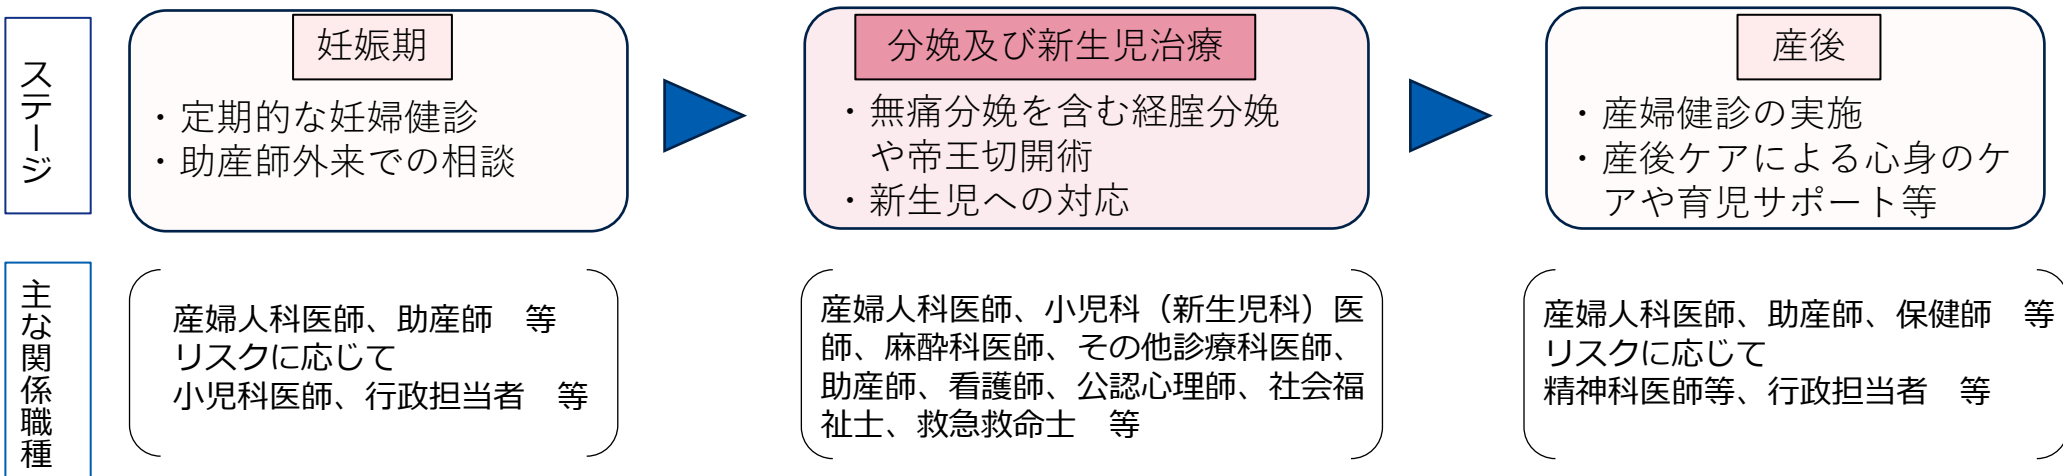 ステージ
妊娠期
・定期的な妊婦健診
・助産師外来での相談
分娩及び新生児治療
・無痛分娩を含む経腟分娩
や帝王切開術
・新生児への対応
産後
・産婦健診の実施
・産後ケアによる心身のケ
アや育児サポート等
主な関係職種
産婦人科医師、助産師　等
リスクに応じて
小児科医師、行政担当者　等
産婦人科医師、小児科（新生児科）医
師、麻酔科医師、その他診療科医師、
助産師、看護師、公認心理師、社会福
祉士、救急救命士　等
産婦人科医師、助産師、保健師　等
リスクに応じて
精神科医師等、行政担当者　等